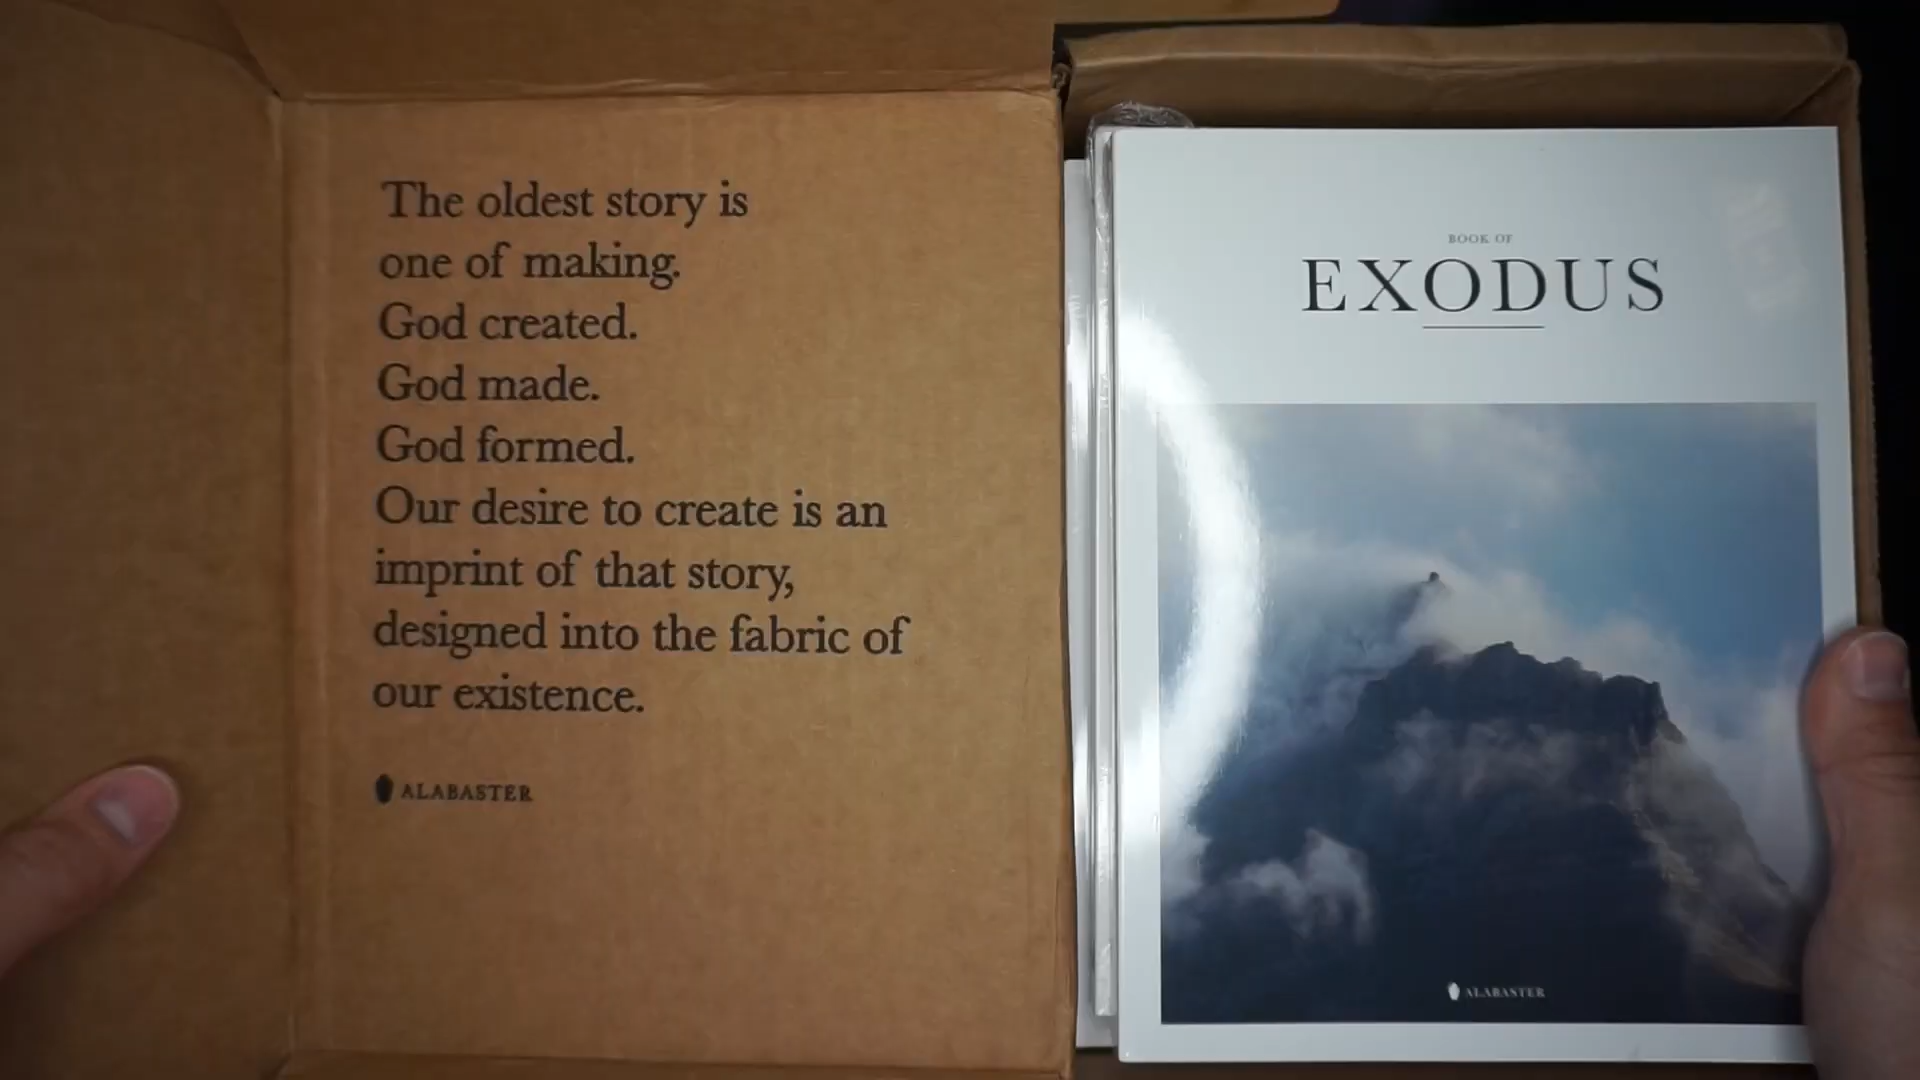 The oldest story is
one of making.
God created.
God made.
God formed.
Our desire to create is an
imprint of that story,
designed into the fabric of
our existence.
ALABASTER
BOOK OF
EXODUS
ALABASTER